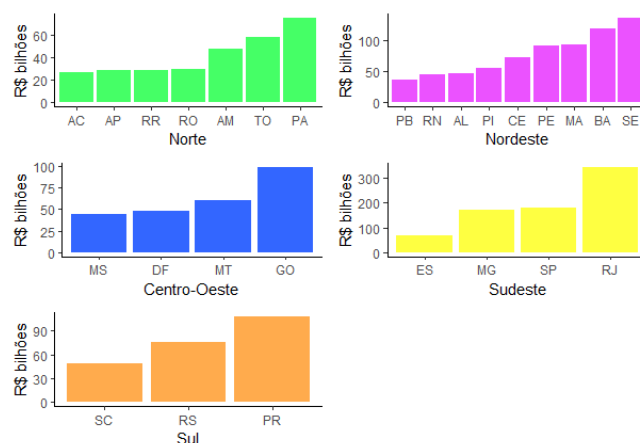 R$ bilhões
60
40
20
0
AC AP RR RO AM TO PA
Norte
R$ bilhões
100
50
0
PB RN AL PI CE PE MA BA SE
Nordeste
R$ bilhões
100
75
50
25
0
MS DF MT GO
Centro-Oeste
R$ bilhões
300
200
100
0
ES MG SP RJ
Sudeste
R$ bilhões
90
60
30
0
SC RS PR
Sul